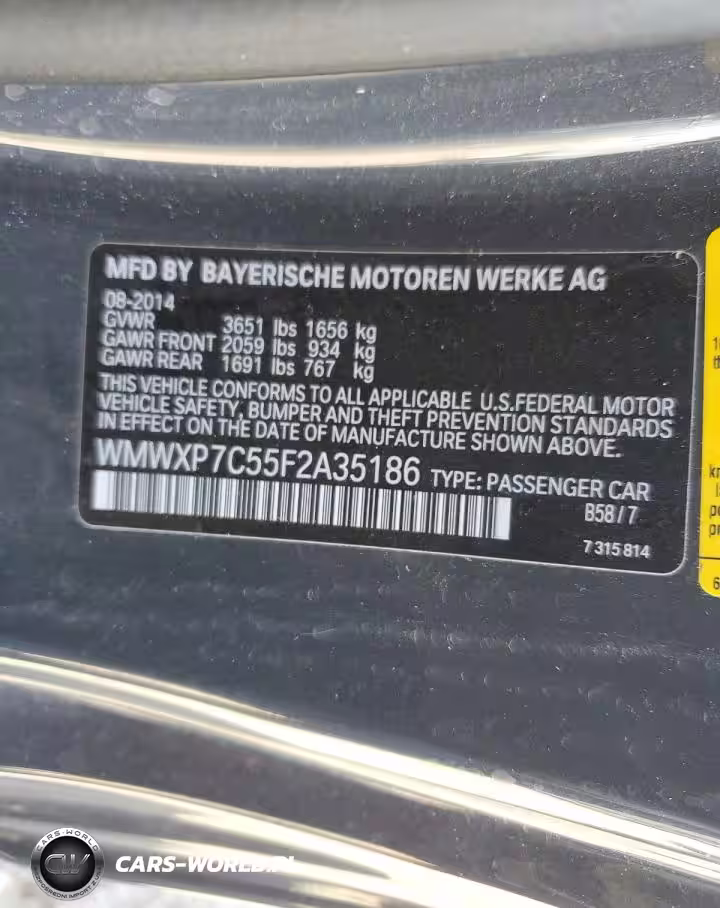 MFD BY BAYERISCHE MOTOREN WERKE AG
08-2014
GVWR 3651 lbs 1656 kg
GAWR FRONT 2059 lbs 934 kg
GAWR REAR 1691 lbs 767 kg
THIS VEHICLE CONFORMS TO ALL APPLICABLE U.S.FEDERAL MOTOR
VEHICLE SAFETY, BUMPER AND THEFT PREVENTION STANDARDS
IN EFFECT ON THE DATE OF MANUFACTURE SHOWN ABOVE.
WMWXP7C55F2A35186 TYPE: PASSENGER CAR
B58/7
7 315 814
CARS-WORLD
CW
CARS-WORLD.PL